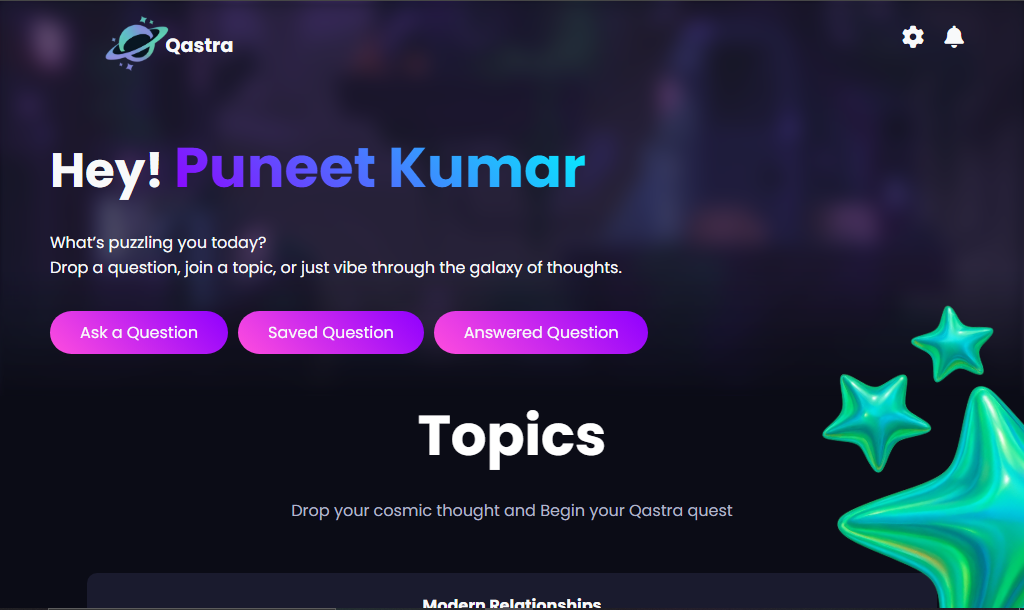 Qastra
Hey! Puneet Kumar
What’s puzzling you today?
Drop a question, join a topic, or just vibe through the galaxy of thoughts.
Ask a Question
Saved Question
Answered Question
Topics
Drop your cosmic thought and Begin your Qastra quest
Modern Relationships